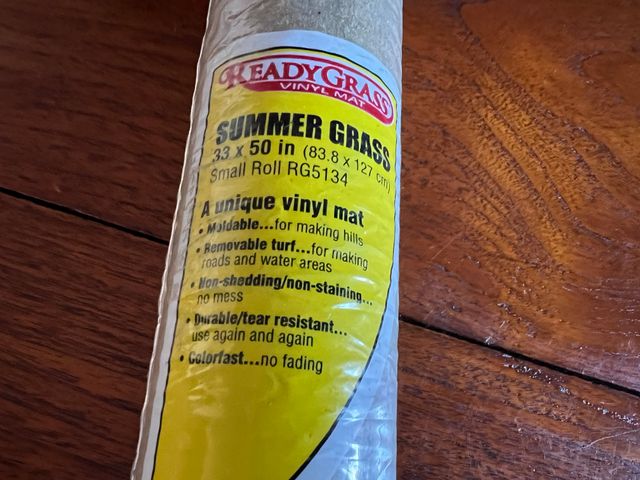 READYGRASS
VINYL MAT
SUMMER GRASS
33 x 50 in (83.8 x 127 cm)
Small Roll RG5134
A unique vinyl mat
• Moldable...for making hills
• Removable turf...for making
roads and water areas
• Non-shedding/non-staining...
no mess
• Durable/tear resistant...
use again and again
• Colorfast...no fading